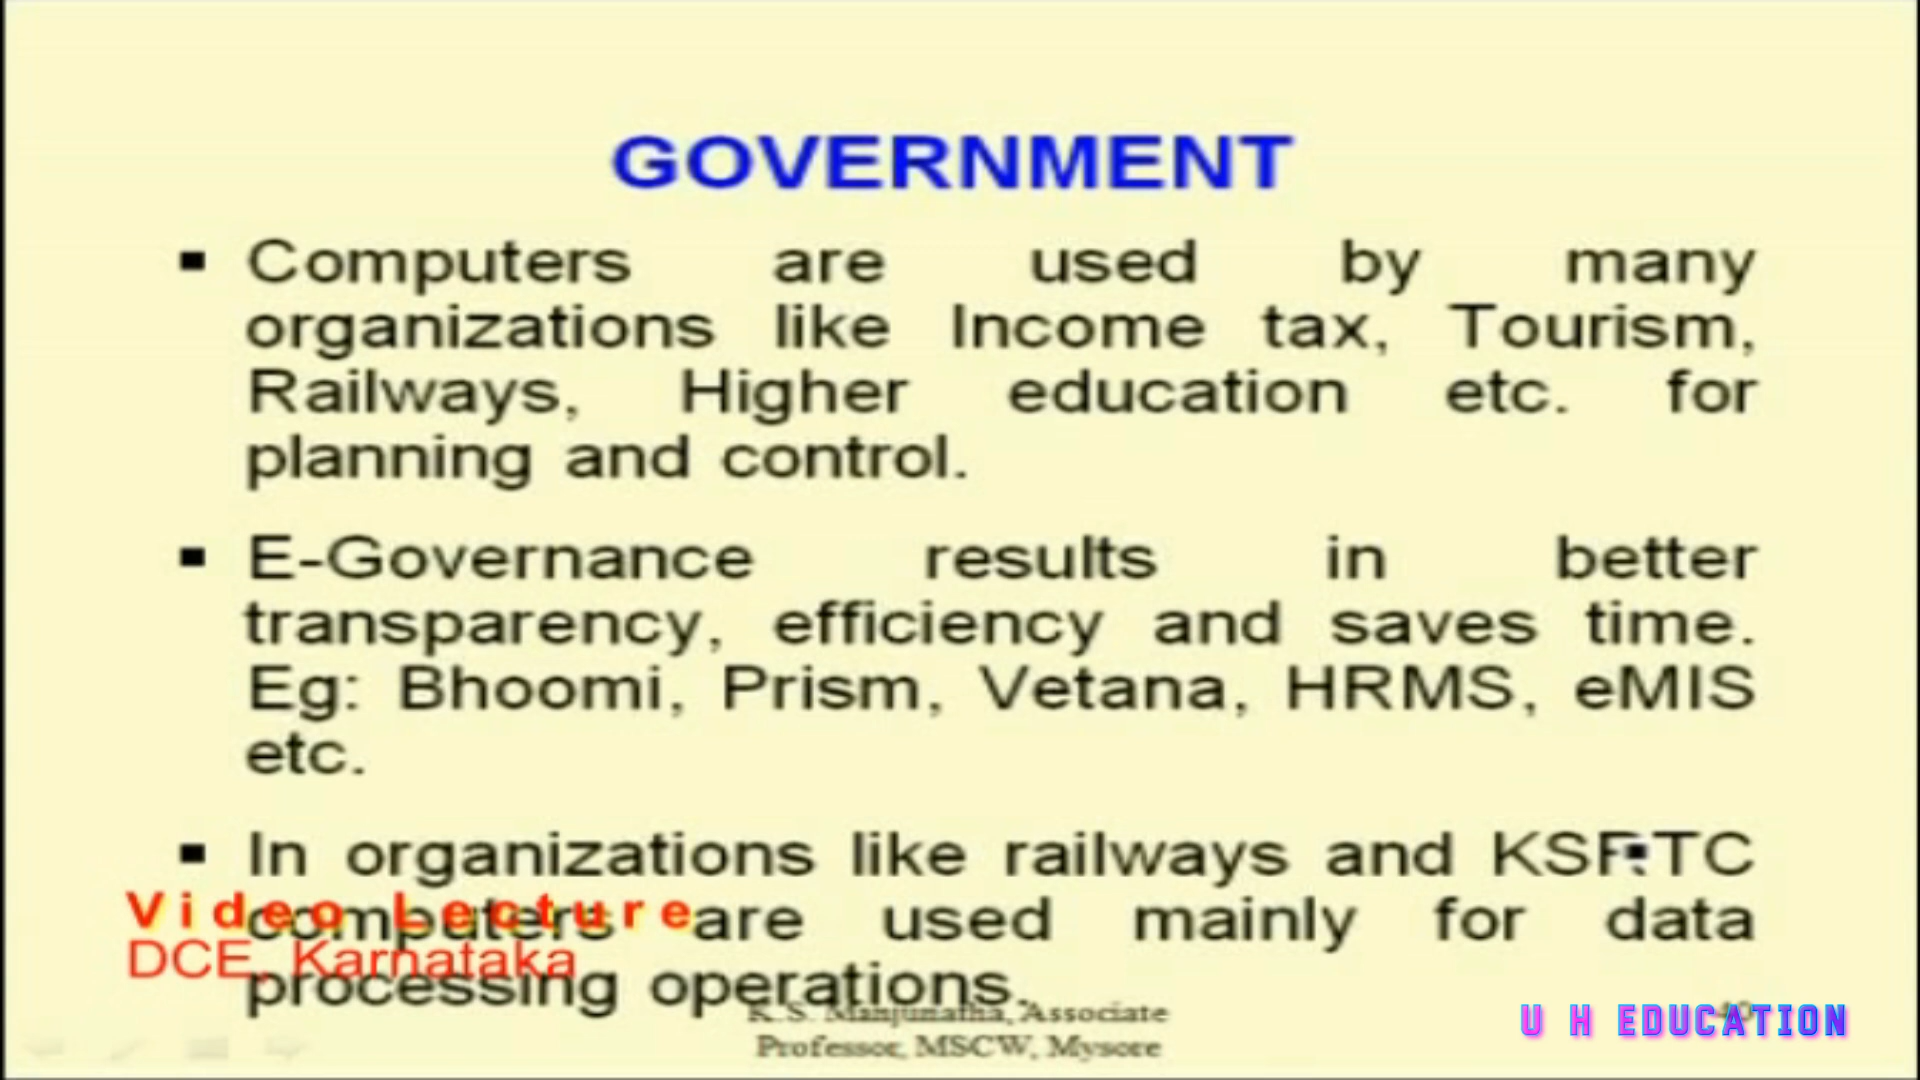 GOVERNMENT
▪ Computers are used by many
organizations like Income tax, Tourism,
Railways, Higher education etc. for
planning and control.
▪ E-Governance results in better
transparency, efficiency and saves time.
Eg: Bhoomi, Prism, Vetana, HRMS, eMIS
etc.
▪ In organizations like railways and KSRTC
computers are used mainly for data
processing operations.
Video Lecture
DCE, Karnataka
K.S. Manjunatha, Associate
Professor, MSCW, Mysore
U H EDUCATION